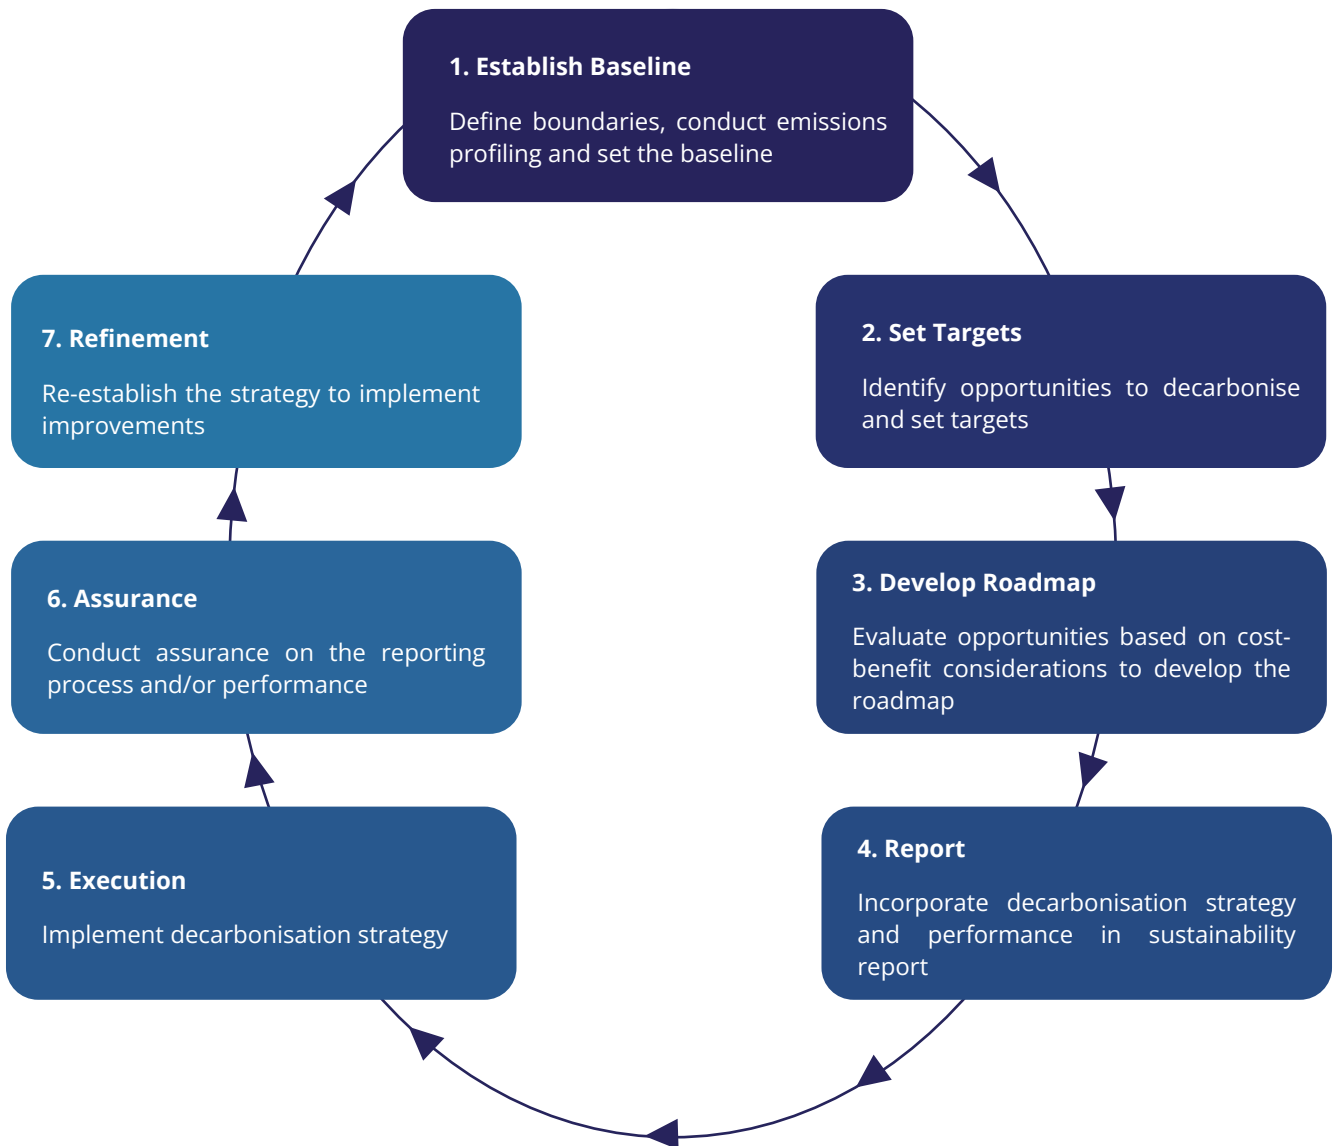 1. Establish Baseline
Define boundaries, conduct emissions
profiling and set the baseline
2. Set Targets
Identify opportunities to decarbonise
and set targets
3. Develop Roadmap
Evaluate opportunities based on cost-
benefit considerations to develop the
roadmap
4. Report
Incorporate decarbonisation strategy
and performance in sustainability
report
5. Execution
Implement decarbonisation strategy
6. Assurance
Conduct assurance on the reporting
process and/or performance
7. Refinement
Re-establish the strategy to implement
improvements